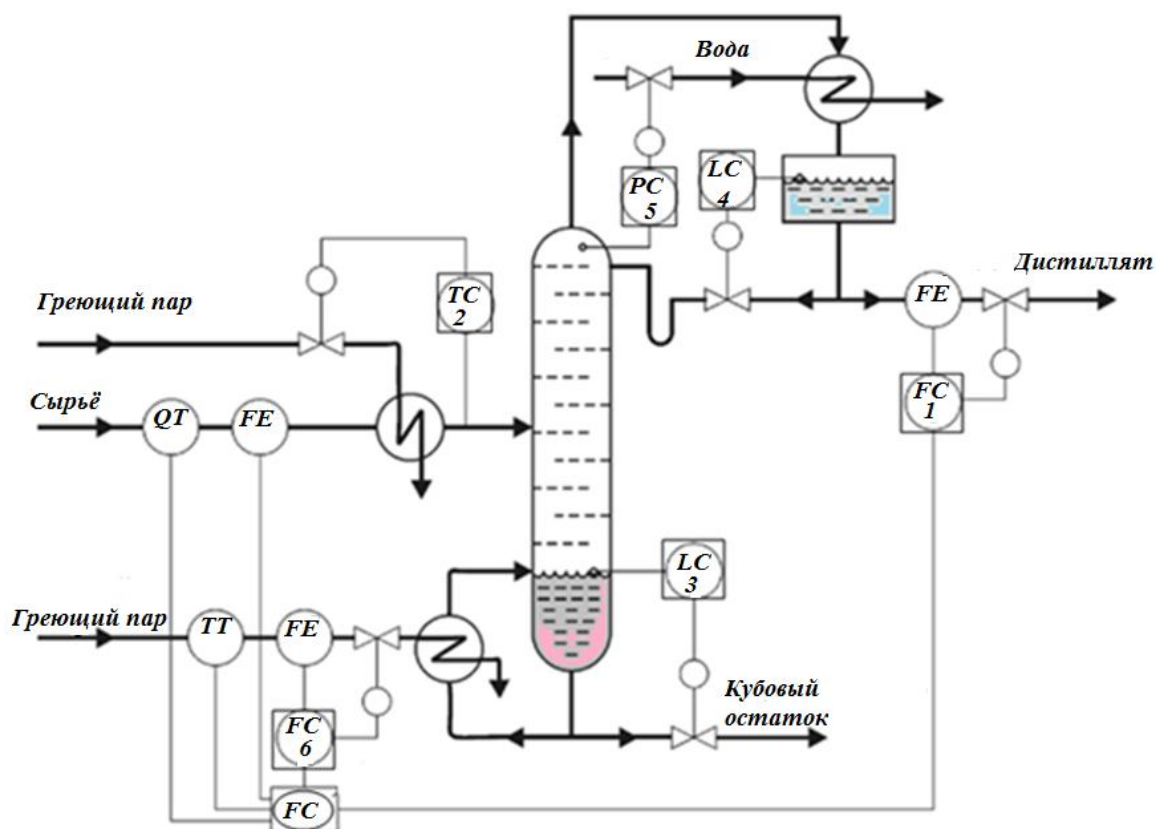 Вода
LC
4
PC
5
Дистиллят
TC
2
FE
Греющий пар
FC
1
Сырьё
QT
FE
LC
3
Греющий пар
TT
FE
Кубовый
остаток
FC
6
FC